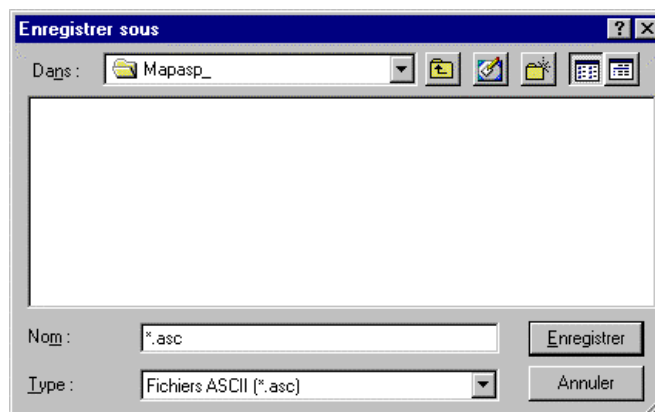 Enregistrer sous
Dans : Mapasp_
Nom : *.asc
Enregistrer
Type : Fichiers ASCII (*.asc)
Annuler